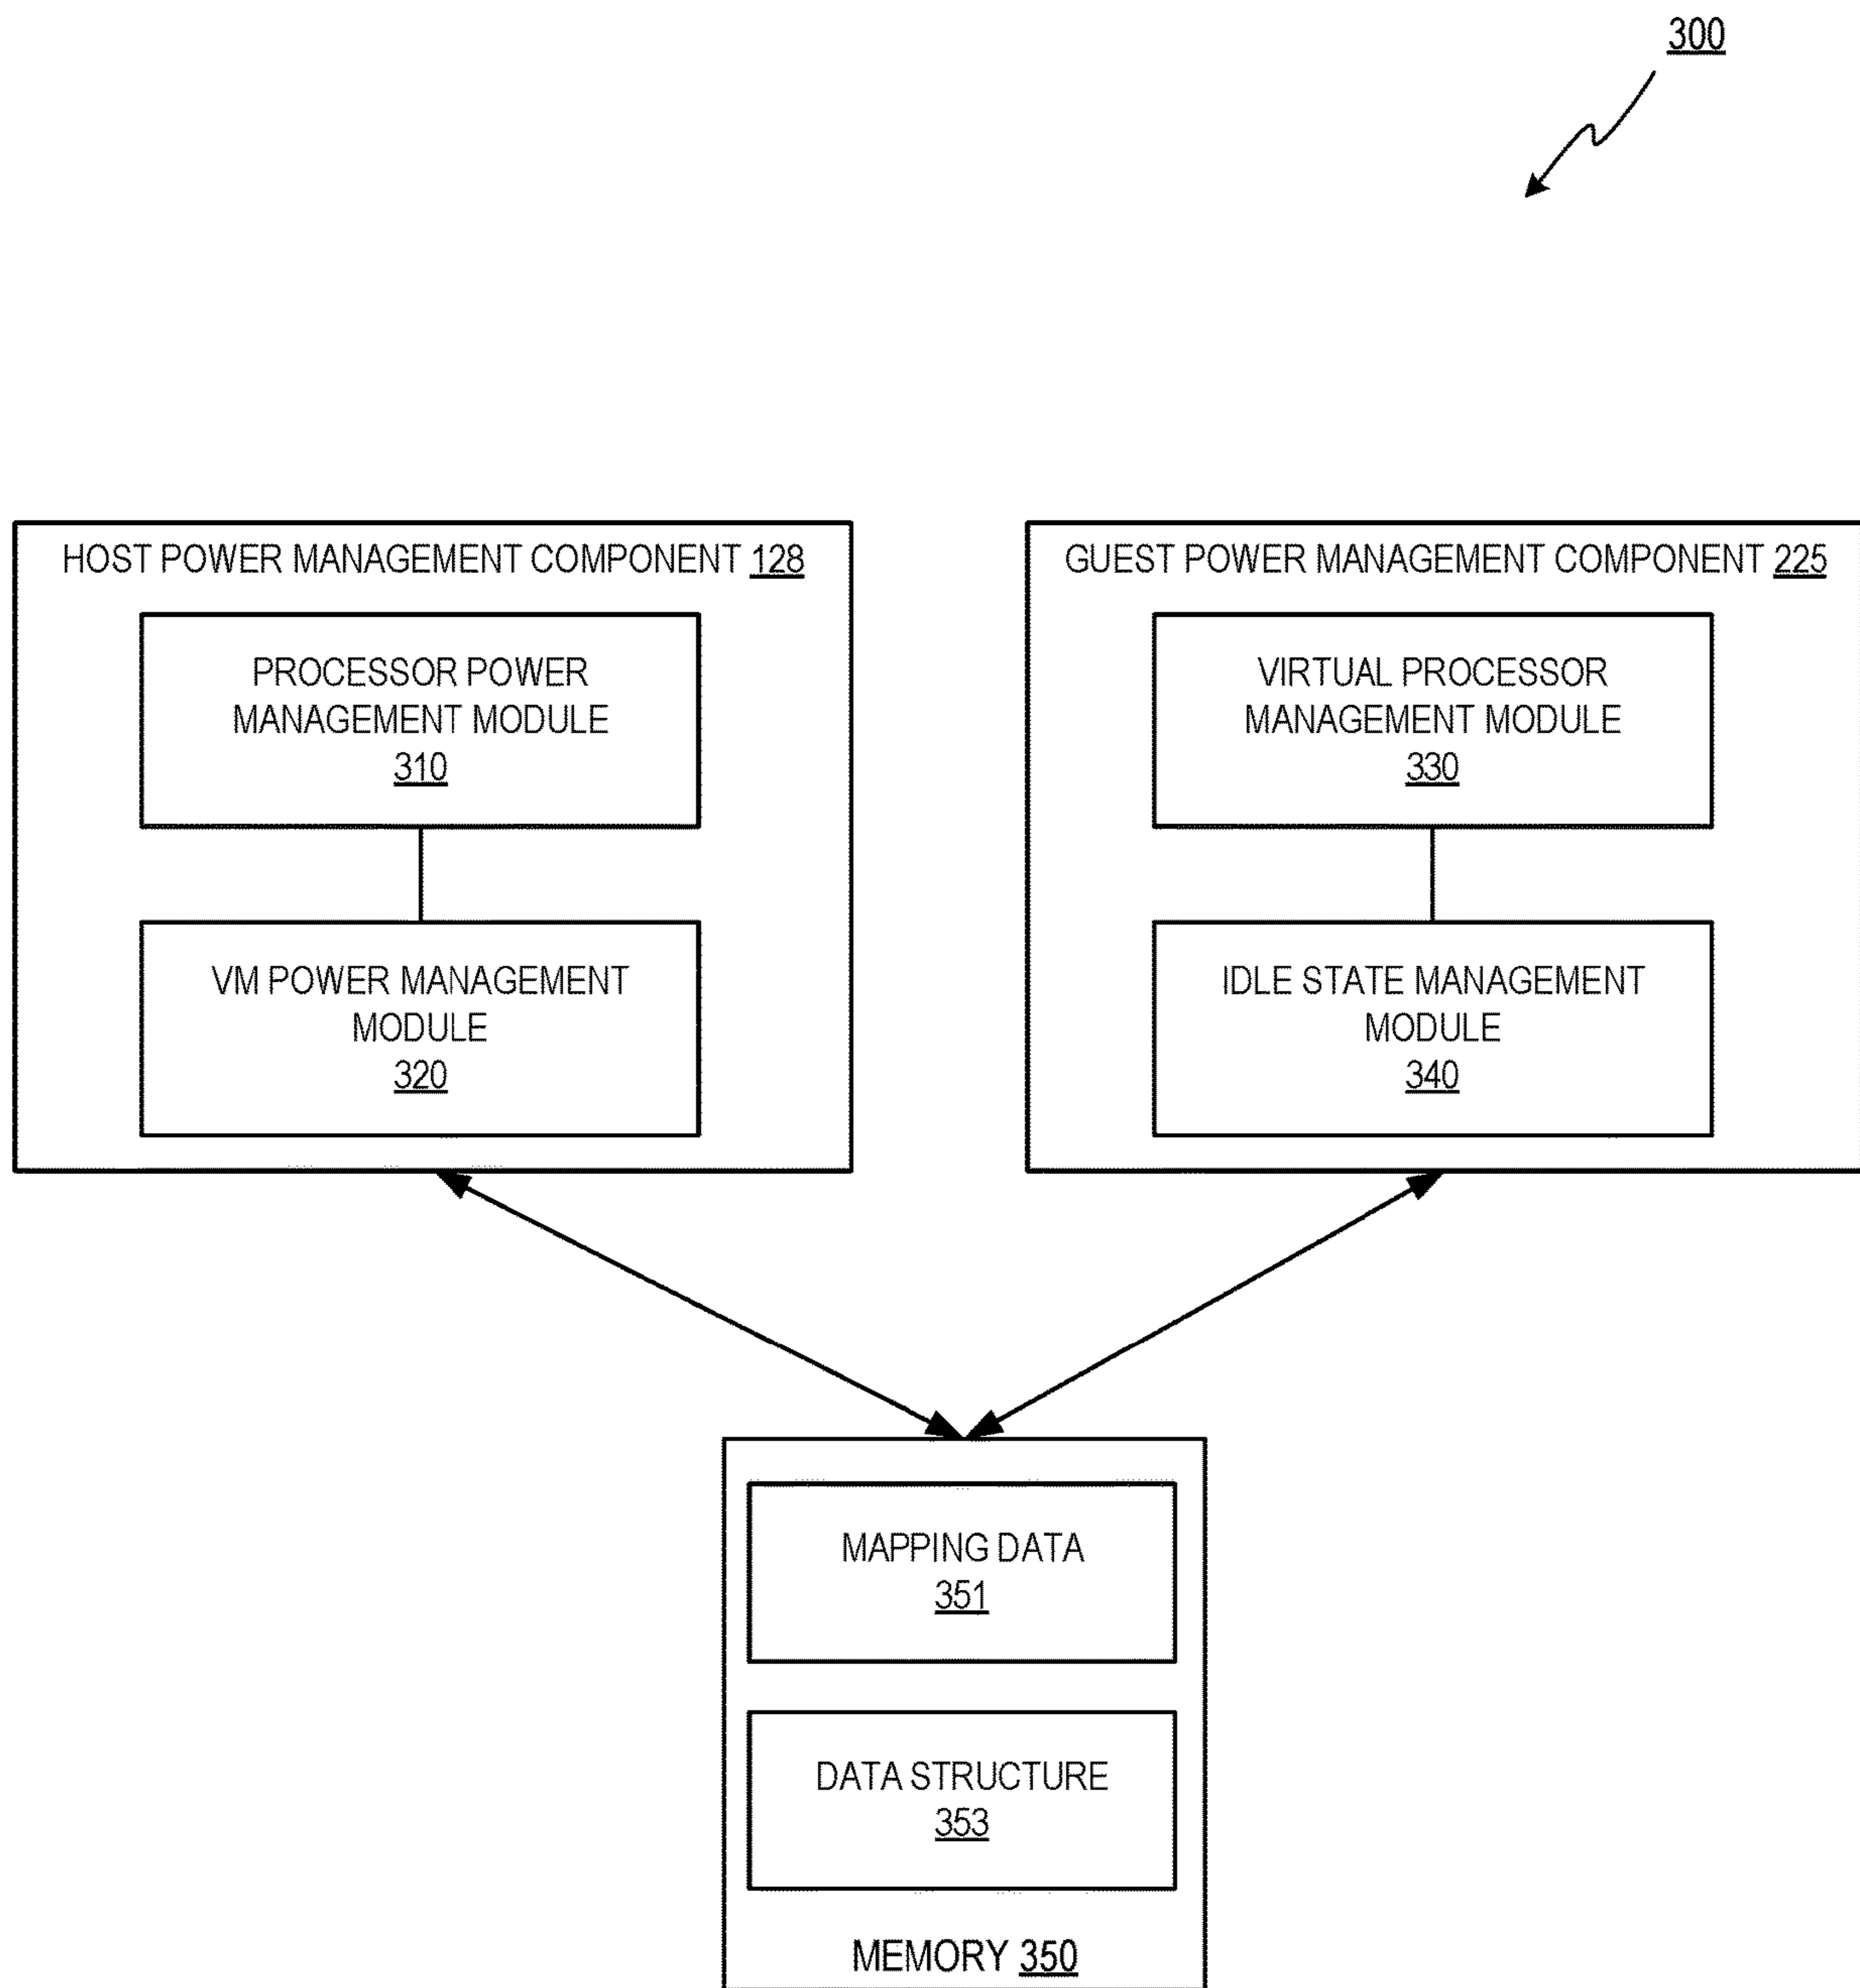 300
HOST POWER MANAGEMENT COMPONENT 128
PROCESSOR POWER
MANAGEMENT MODULE
310
VM POWER MANAGEMENT
MODULE
320
GUEST POWER MANAGEMENT COMPONENT 225
VIRTUAL PROCESSOR
MANAGEMENT MODULE
330
IDLE STATE MANAGEMENT
MODULE
340
MAPPING DATA
351
DATA STRUCTURE
353
MEMORY 350